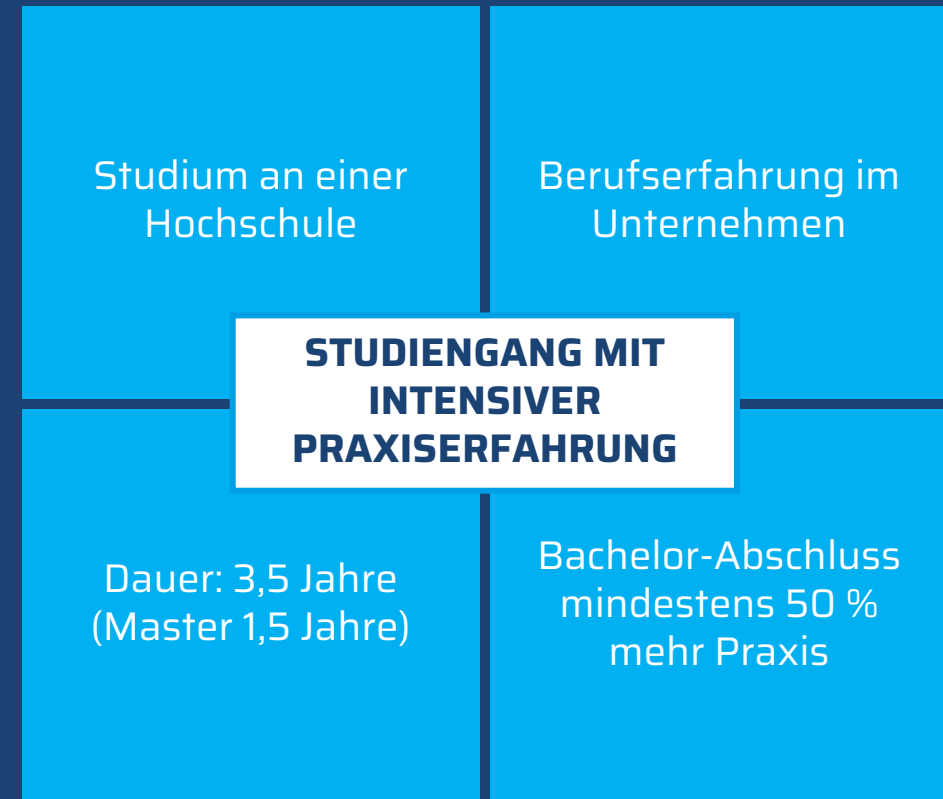 Studium an einer
Hochschule
Berufserfahrung im
Unternehmen
STUDIENGANG MIT
INTENSIVER
PRAXISERFAHRUNG
Dauer: 3,5 Jahre
(Master 1,5 Jahre)
Bachelor-Abschluss
mindestens 50 %
mehr Praxis